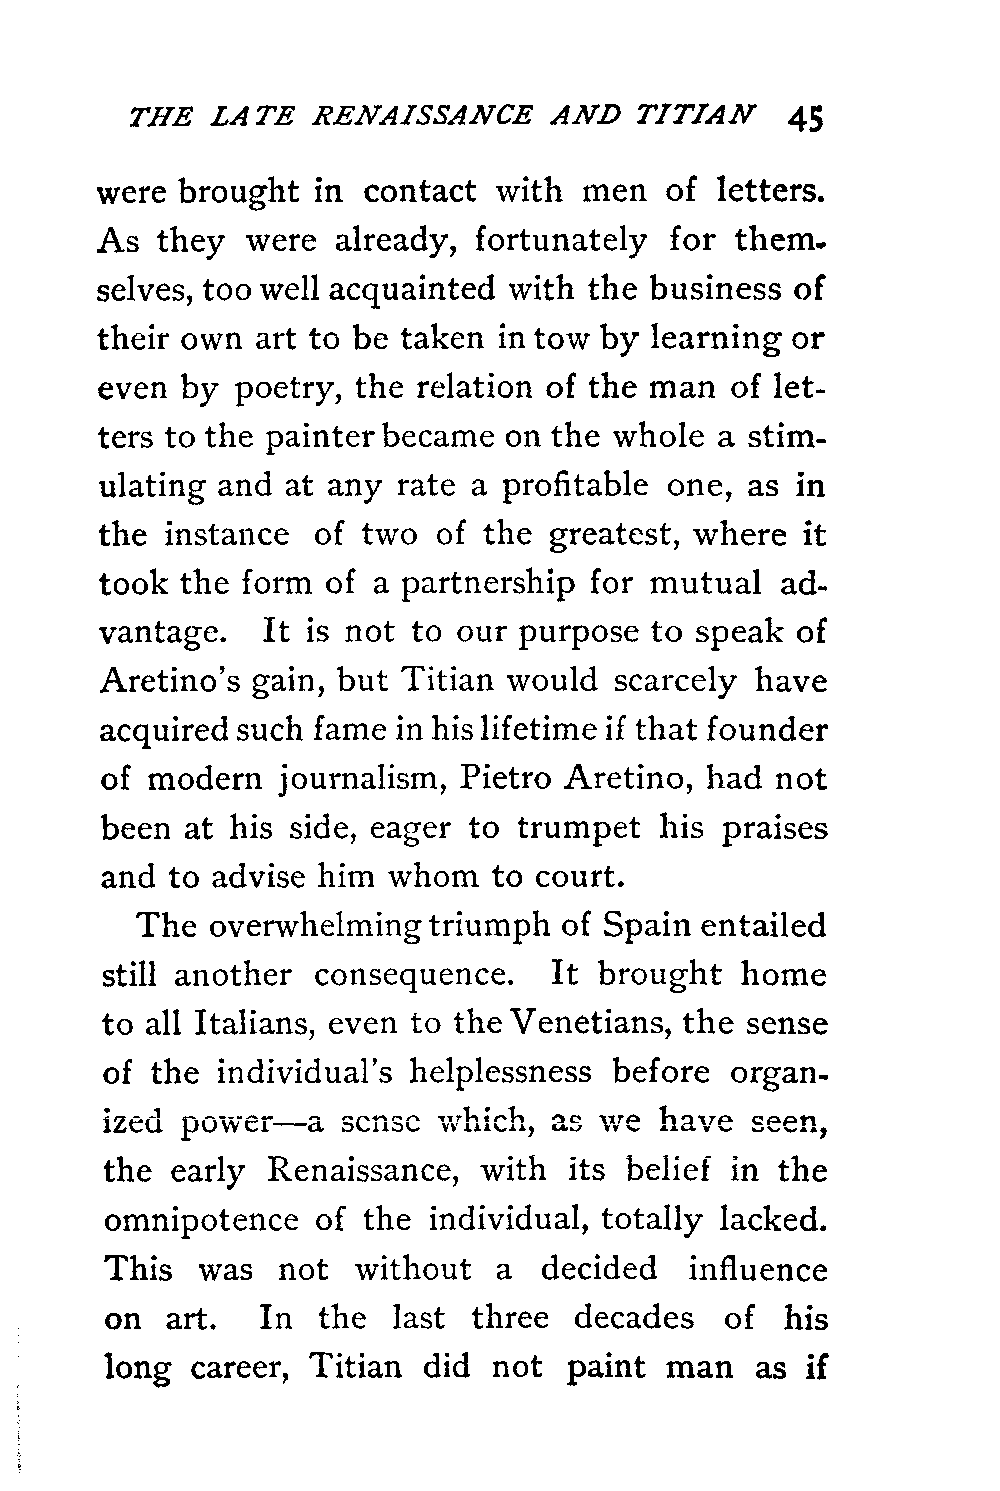 THE LATE RENAISSANCE AND TITIAN 45
were brought in contact with men of letters.
As they were already, fortunately for them-
selves, too well acquainted with the business of
their own art to be taken in tow by learning or
even by poetry, the relation of the man of let-
ters to the painter became on the whole a stim-
ulating and at any rate a profitable one, as in
the instance of two of the greatest, where it
took the form of a partnership for mutual ad-
vantage. It is not to our purpose to speak of
Aretino's gain, but Titian would scarcely have
acquired such fame in his lifetime if that founder
of modern journalism, Pietro Aretino, had not
been at his side, eager to trumpet his praises
and to advise him whom to court.
The overwhelming triumph of Spain entailed
still another consequence. It brought home
to all Italians, even to the Venetians, the sense
of the individual's helplessness before organ-
ized power—a sense which, as we have seen,
the early Renaissance, with its belief in the
omnipotence of the individual, totally lacked.
This was not without a decided influence
on art. In the last three decades of his
long career, Titian did not paint man as if